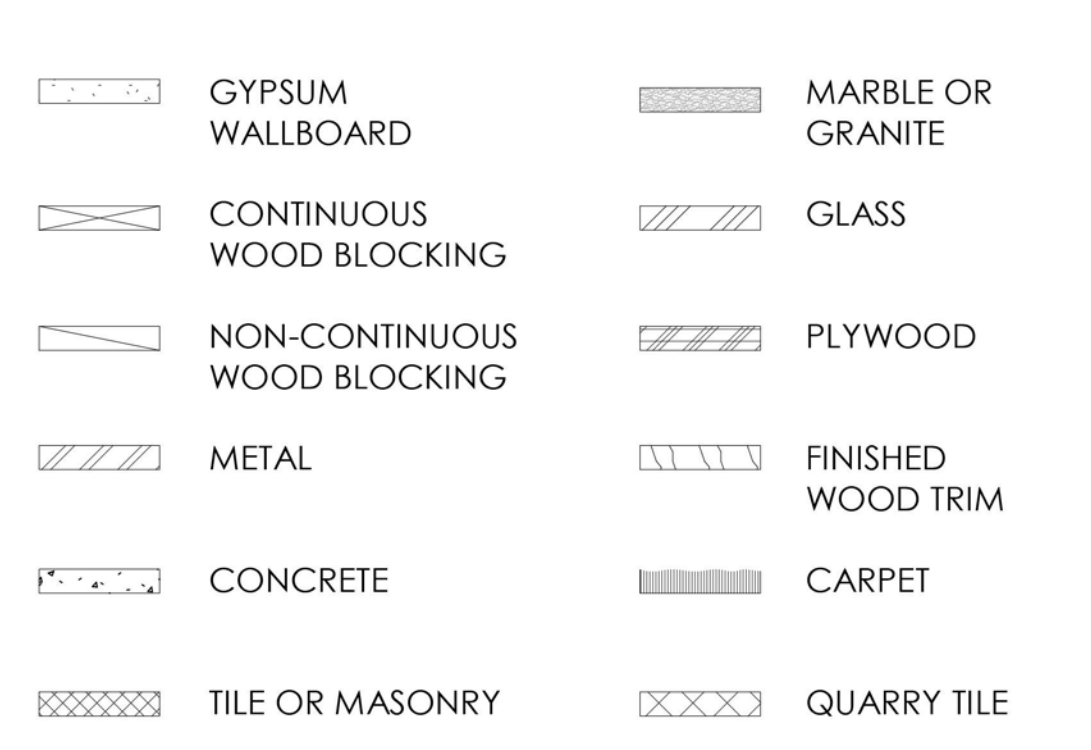 GYPSUM
WALLBOARD
CONTINUOUS
WOOD BLOCKING
NON-CONTINUOUS
WOOD BLOCKING
METAL
CONCRETE
TILE OR MASONRY
MARBLE OR
GRANITE
GLASS
PLYWOOD
FINISHED
WOOD TRIM
CARPET
QUARRY TILE